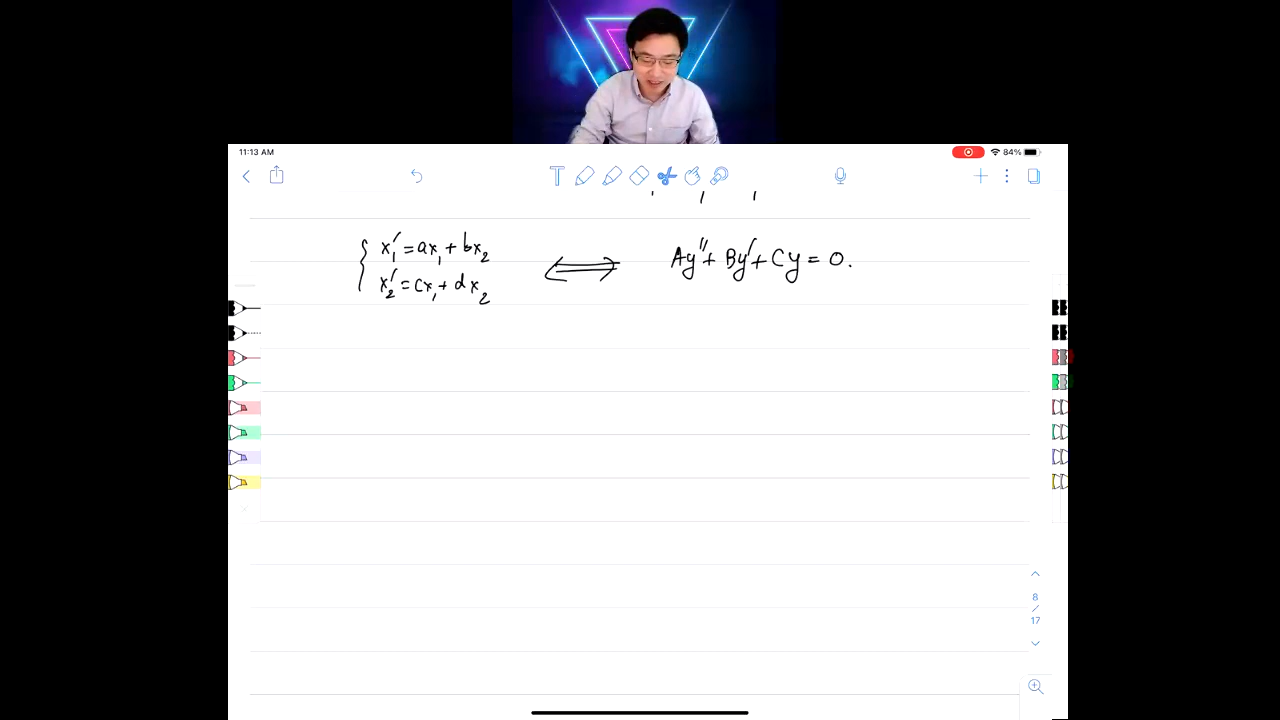 11:13 AM
84%
T
x₁' = ax₁ + bx₂ ⟺ Ay'' + By' + Cy = 0.
x₂' = cx₁ + dx₂
8
/
17